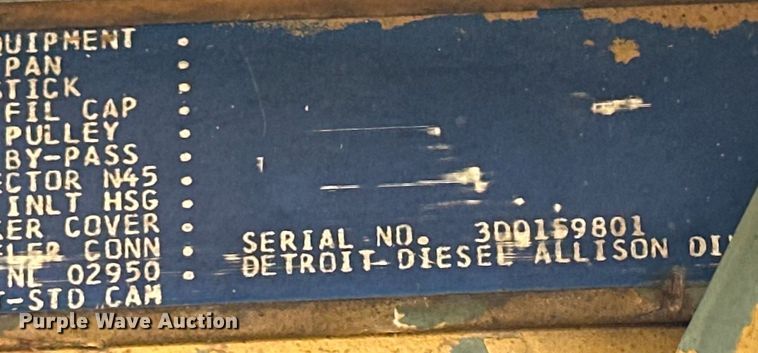 QUIPMENT
PAN
STICK
FIL CAP
PULLEY
BY-PASS
ECTOR N45
INLT HSG
KER COVER
CONN
NL 02950
T-STD CAM
SERIAL NO. 3D0159801
DETROIT DIESEL ALLISON DI
Purple Wave Auction